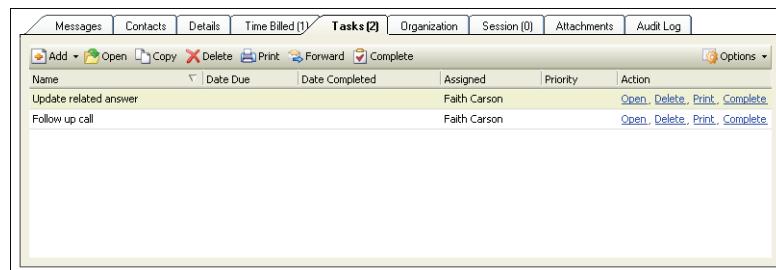 Messages Contacts Details Time Billed (1) Tasks (2) Organization Session (0) Attachments Audit Log
Add Open Copy Delete Print Forward Complete Options
Name Date Due Date Completed Assigned Priority Action
Update related answer Faith Carson Open, Delete, Print, Complete
Follow up call Faith Carson Open, Delete, Print, Complete